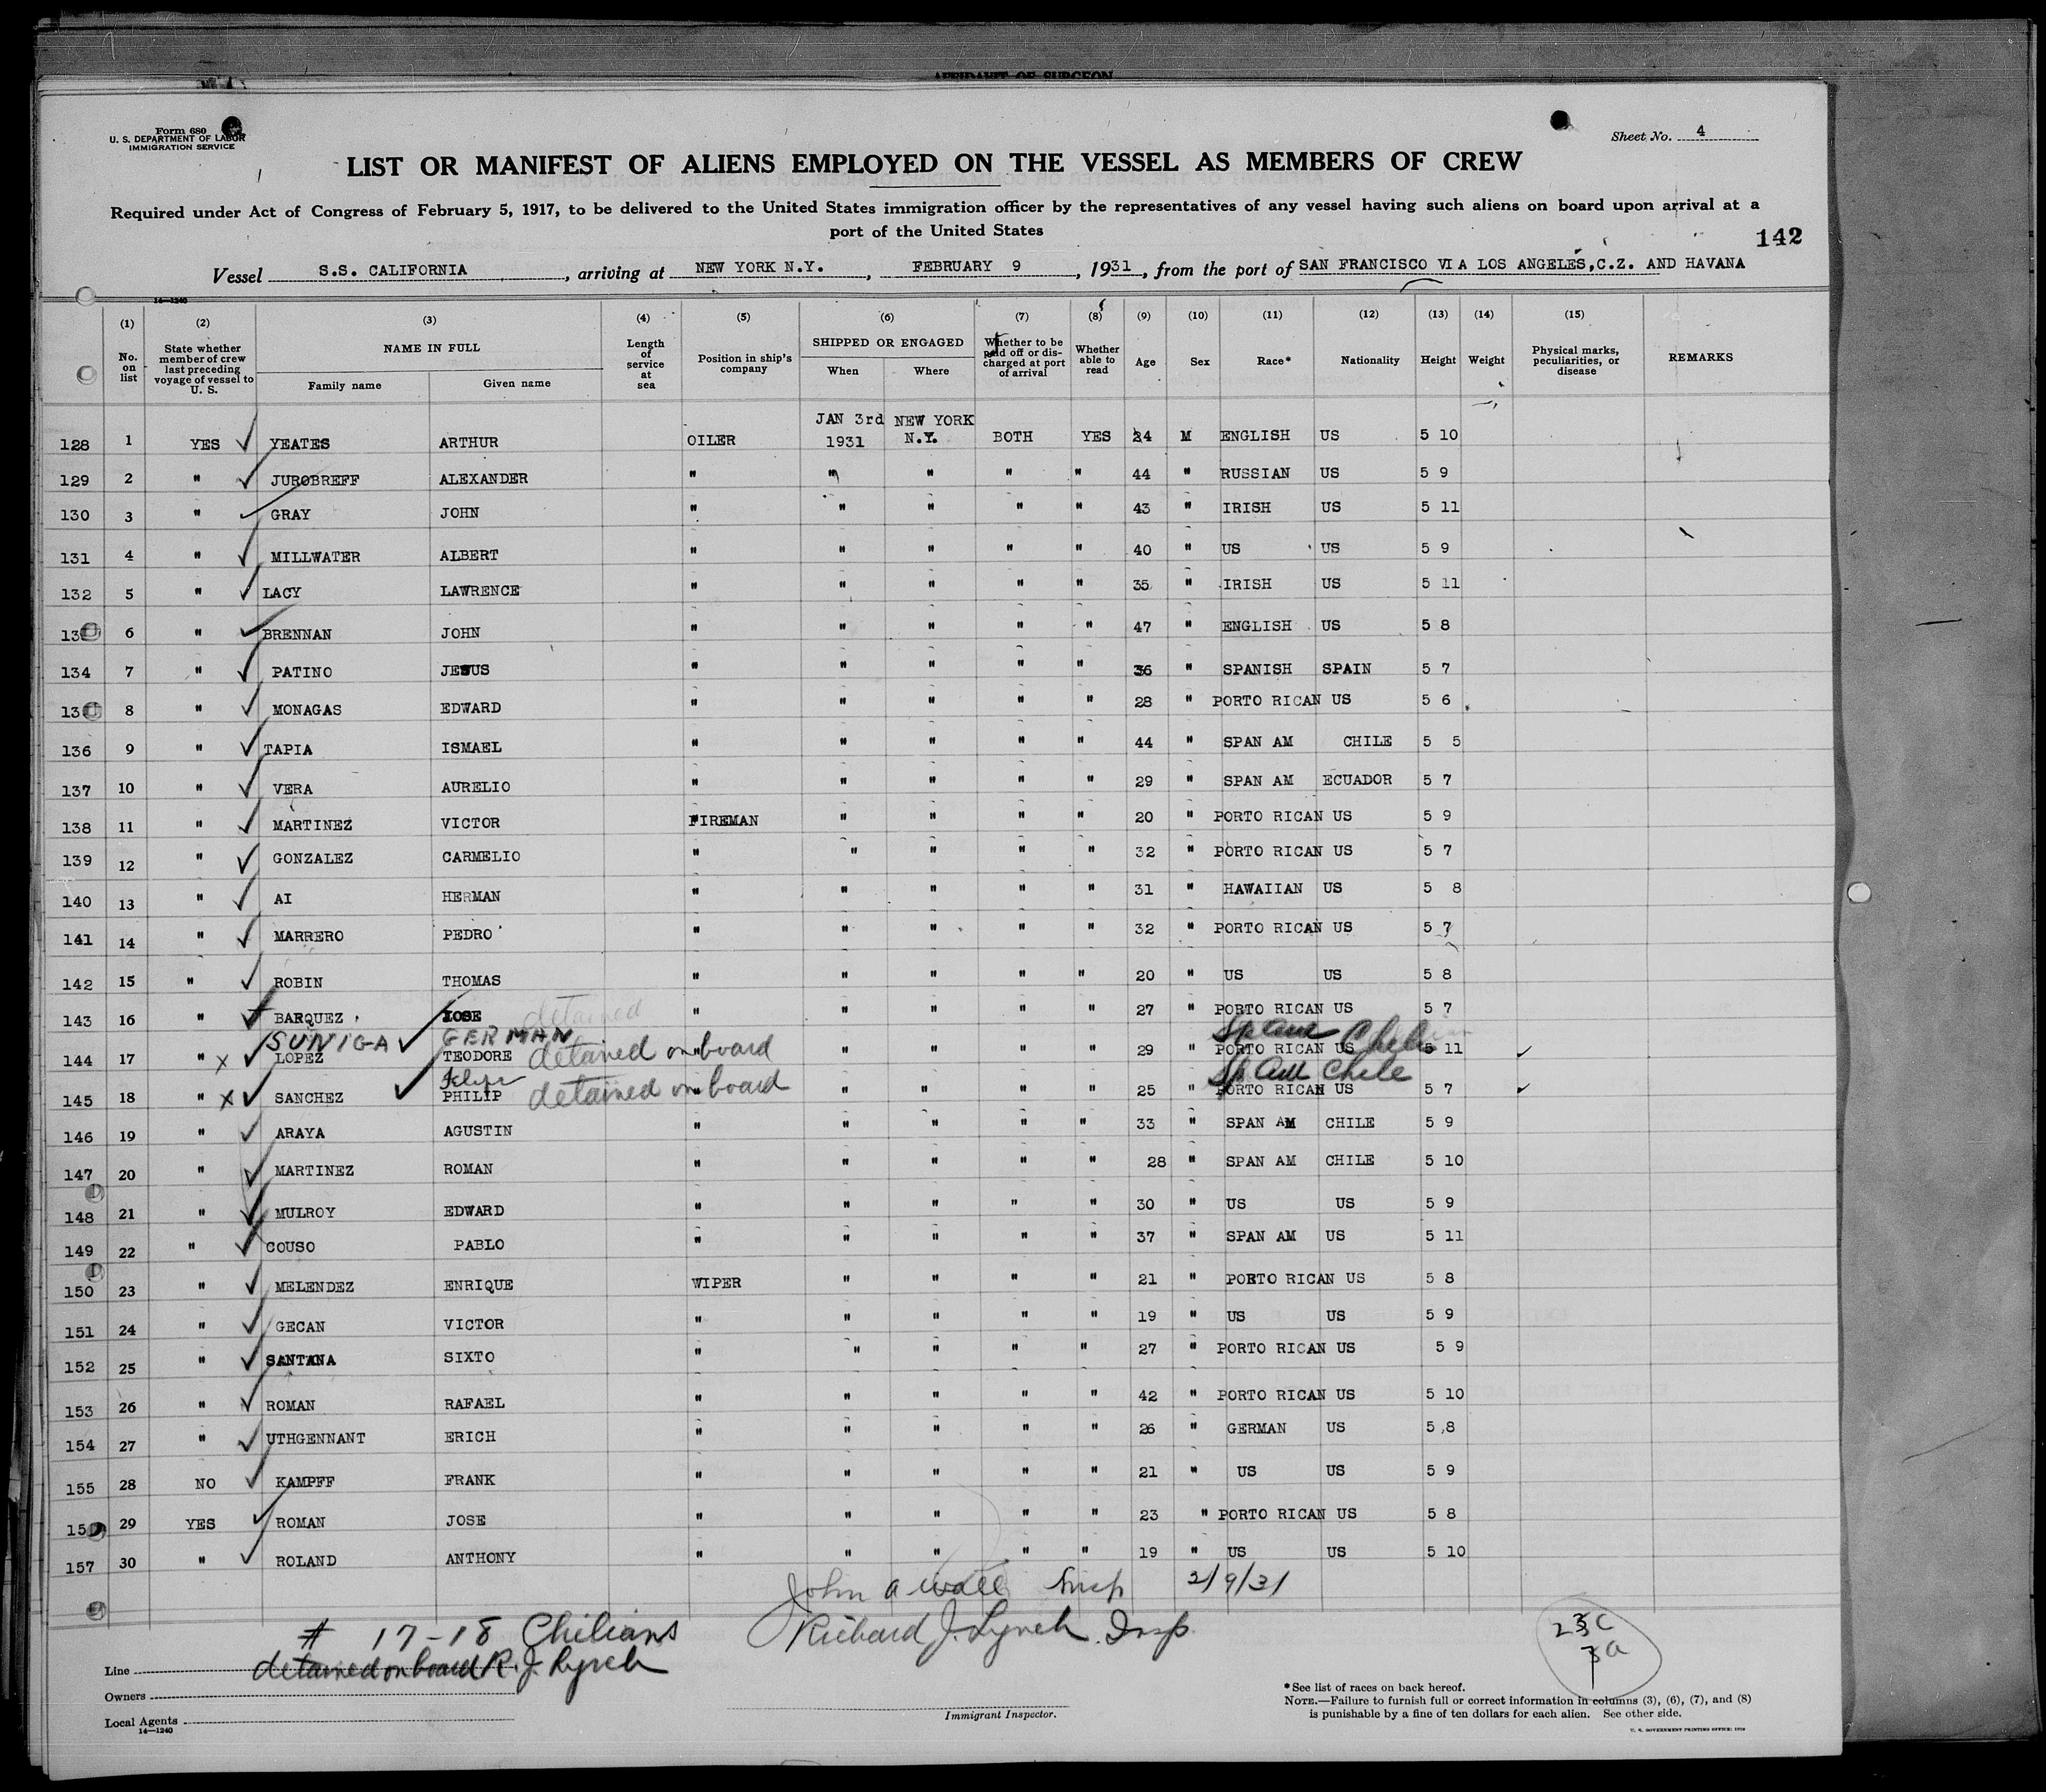 AFFIDAVIT OF SURGEON
Form 680
U. S. DEPARTMENT OF LABOR
IMMIGRATION SERVICE
Sheet No. 4
LIST OR MANIFEST OF ALIENS EMPLOYED ON THE VESSEL AS MEMBERS OF CREW
Required under Act of Congress of February 5, 1917, to be delivered to the United States immigration officer by the representatives of any vessel having such aliens on board upon arrival at a
port of the United States
142
Vessel S.S. CALIFORNIA, arriving at NEW YORK N.Y., FEBRUARY 9, 1931, from the port of SAN FRANCISCO VIA LOS ANGELES,C.Z. AND HAVANA
14—1240
(1) (2) (3) (4) (5) (6) (7) (8) (9) (10) (11) (12) (13) (14) (15)
No. on list State whether member of crew last preceding voyage of vessel to U. S. NAME IN FULL Family name Given name Length of service at sea Position in ship's company SHIPPED OR ENGAGED When Where Whether to be paid off or discharged at port of arrival Whether able to read Age Sex Race* Nationality Height Weight Physical marks, peculiarities, or disease REMARKS
JAN 3rd NEW YORK
128 1 YES YEATES ARTHUR OILER 1931 N.Y. BOTH YES 24 M ENGLISH US 5 10
129 2 " JUROBREFF ALEXANDER " " " " " 44 " RUSSIAN US 5 9
130 3 " GRAY JOHN " " " " " 43 " IRISH US 5 11
131 4 " MILLWATER ALBERT " " " " " 40 " US US 5 9
132 5 " LACY LAWRENCE " " " " " 35 " IRISH US 5 11
13 6 " BRENNAN JOHN " " " " " 47 " ENGLISH US 5 8
134 7 " PATINO JESUS " " " " " 36 " SPANISH SPAIN 5 7
13 8 " MONAGAS EDWARD " " " " " 28 " PORTO RICAN US 5 6
136 9 " TAPIA ISMAEL " " " " " 44 " SPAN AM CHILE 5 5
137 10 " VERA AURELIO " " " " " 29 " SPAN AM ECUADOR 5 7
138 11 " MARTINEZ VICTOR FIREMAN " " " " 20 " PORTO RICAN US 5 9
139 12 " GONZALEZ CARMELIO " " " " " 32 " PORTO RICAN US 5 7
140 13 " AI HERMAN " " " " " 31 " HAWAIIAN US 5 8
141 14 " MARRERO PEDRO " " " " " 32 " PORTO RICAN US 5 7
142 15 " ROBIN THOMAS " " " " " 20 " US US 5 8
143 16 " BARQUEZ JOSE detained " " " " " 27 " PORTO RICAN US 5 7
SUNIGA GERMAN Sp Am Chile
144 17 " x LOPEZ TEODORE detained on board " " " " " 29 " PORTO RICAN US 5 11
Felipe Sp Am Chile
145 18 " x SANCHEZ PHILIP detained on board " " " " " 25 " PORTO RICAN US 5 7
146 19 " ARAYA AGUSTIN " " " " " 33 " SPAN AM CHILE 5 9
147 20 " MARTINEZ ROMAN " " " " " 28 " SPAN AM CHILE 5 10
148 21 " MULROY EDWARD " " " " " 30 " US US 5 9
149 22 " COUSO PABLO " " " " " 37 " SPAN AM US 5 11
150 23 " MELENDEZ ENRIQUE WIPER " " " " 21 " PORTO RICAN US 5 8
151 24 " GECAN VICTOR " " " " " 19 " US US 5 9
152 25 " SANTANA SIXTO " " " " " 27 " PORTO RICAN US 5 9
153 26 " ROMAN RAFAEL " " " " " 42 " PORTO RICAN US 5 10
154 27 " UTHGENNANT ERICH " " " " " 26 " GERMAN US 5 8
155 28 NO KAMPFF FRANK " " " " " 21 " US US 5 9
15 29 YES ROMAN JOSE " " " " " 23 " PORTO RICAN US 5 8
157 30 " ROLAND ANTHONY " " " " " 19 " US US 5 10
John A Wall Insp 2/9/31
# 17-18 Chilians Richard J. Lynch. Insp.
detained on board R.J. Lynch
Line
Owners
Local Agents
14—1240
Immigrant Inspector.
*See list of races on back hereof.
NOTE.—Failure to furnish full or correct information in columns (3), (6), (7), and (8)
is punishable by a fine of ten dollars for each alien. See other side.
U. S. GOVERNMENT PRINTING OFFICE: